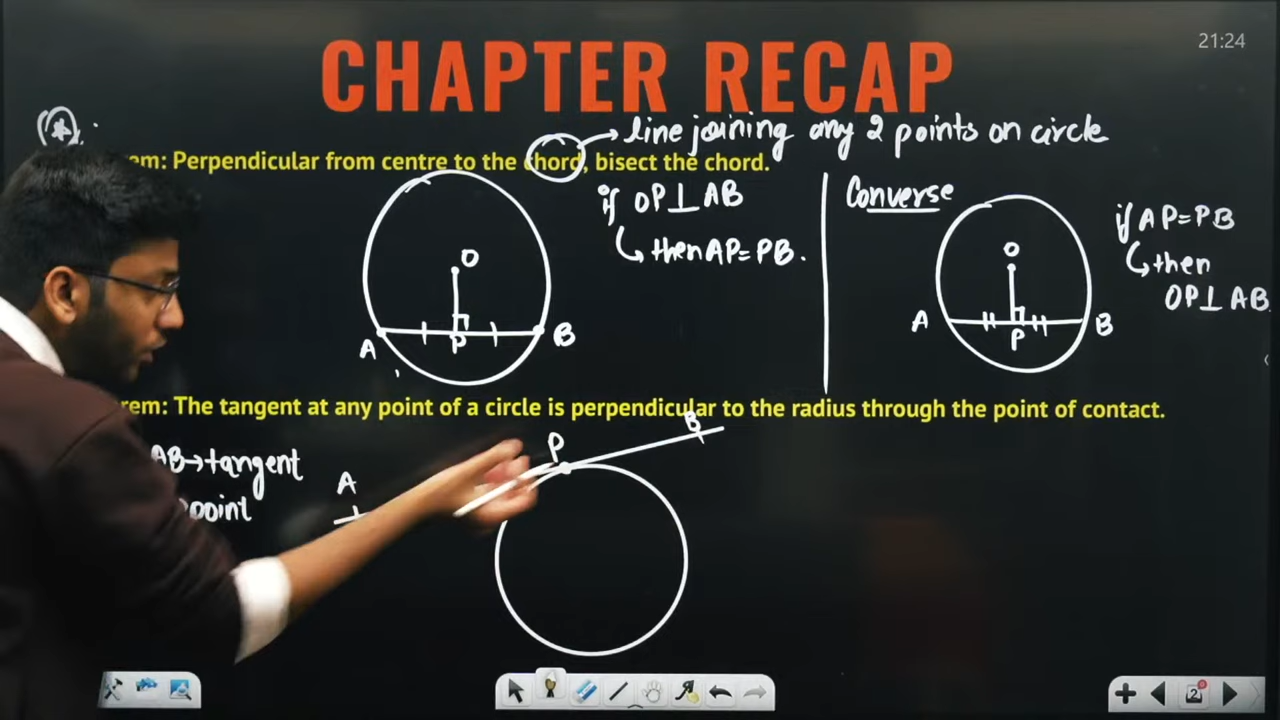 21:24
CHAPTER RECAP
line joining any 2 points on circle
em: Perpendicular from centre to the chord, bisect the chord.
if OP⊥AB
then AP=PB.
O
A
P
B
Converse
if AP=PB
then
OP⊥AB
O
A
P
B
rem: The tangent at any point of a circle is perpendicular to the radius through the point of contact.
AB→tangent
point
A
P
B
2